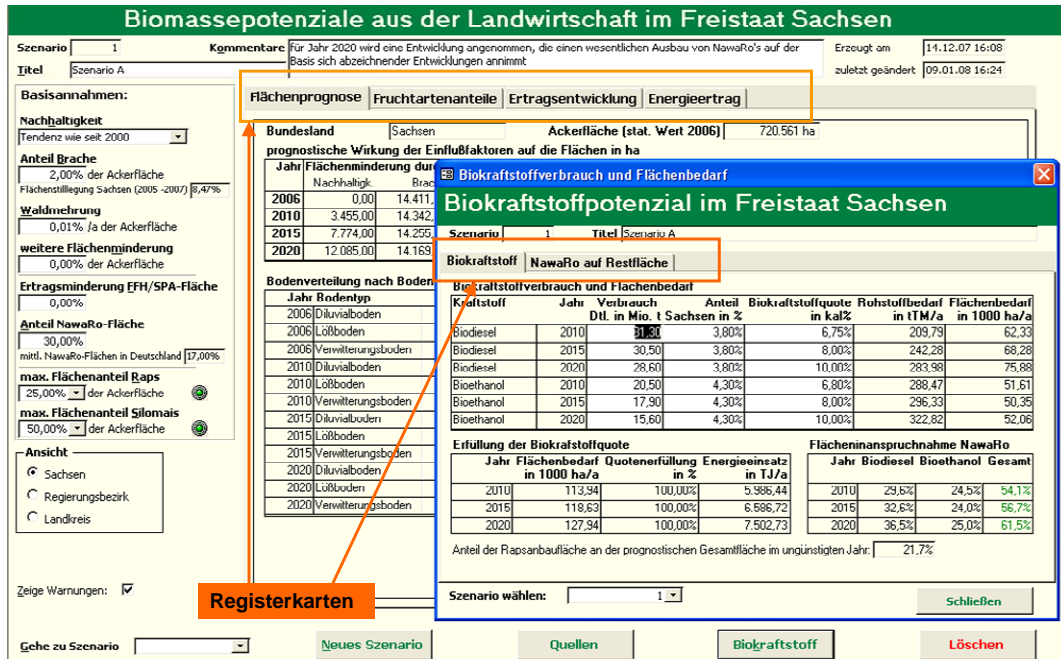 Biomassepotenziale aus der Landwirtschaft im Freistaat Sachsen
Szenario 1 Kommentare für Jahr 2020 wird eine Entwicklung angenommen, die einen wesentlichen Ausbau von NawaRo's auf der Erzeugt am 14.12.07 16:08
Basis sich abzeichnender Entwicklungen annimmt
Titel Szenario A zuletzt geändert 09.01.08 16:24
Basisannahmen:
Nachhaltigkeit
Tendenz wie seit 2000
Anteil Brache
2,00% der Ackerfläche
Flächenstilllegung Sachsen (2005 -2007) 8,47%
Waldmehrung
0,01% /a der Ackerfläche
weitere Flächenminderung
0,00% der Ackerfläche
Ertragsminderung FFH/SPA-Fläche
0,00%
Anteil NawaRo-Fläche
30,00%
mittl. NawaRo-Flächen in Deutschland 17,00%
max. Flächenanteil Raps
25,00% der Ackerfläche
max. Flächenanteil Silomais
50,00% der Ackerfläche
Ansicht
Sachsen
Regierungsbezirk
Landkreis
Zeige Warnungen:
Flächenprognose Fruchtartenanteile Ertragsentwicklung Energieertrag
Bundesland Sachsen Ackerfläche (stat. Wert 2006) 720.561 ha
prognostische Wirkung der Einflußfaktoren auf die Flächen in ha
Jahr Flächenminderung
Nachhaltigk.
2006 0,00 14.411,
2010 3.455,00 14.342,
2015 7.774,00 14.255,
2020 12.085,00 14.169,
Bodenverteilung nach
Jahr Bodentyp
2006 Diluvialboden
2006 Lößboden
2006 Verwitterungsboden
2010 Diluvialboden
2010 Lößboden
2010 Verwitterungsboden
2015 Diluvialboden
2015 Lößboden
2015 Verwitterungsboden
2020 Diluvialboden
2020 Lößboden
2020 Verwitterungsboden
Biokraftstoffverbrauch und Flächenbedarf
Biokraftstoffpotenzial im Freistaat Sachsen
Szenario 1 Titel Szenario A
Biokraftstoff NawaRo auf Restfläche
Biokraftstoffverbrauch und Flächenbedarf
Kraftstoff Jahr Verbrauch Anteil Biokraftstoffquote Rohstoffbedarf Flächenbedarf
Dtl. in Mio. t Sachsen in % in kal% in tTM/a in 1000 ha/a
Biodiesel 2010 31,30 3,80% 6,75% 209,79 62,33
Biodiesel 2015 30,50 3,80% 8,00% 242,28 68,28
Biodiesel 2020 28,60 3,80% 10,00% 283,98 75,88
Bioethanol 2010 20,50 4,30% 6,80% 288,47 51,61
Bioethanol 2015 17,90 4,30% 8,00% 296,33 50,35
Bioethanol 2020 15,60 4,30% 10,00% 322,82 52,06
Erfüllung der Biokrafstoffquote
Jahr Flächenbedarf Quotenerfüllung Energieeinsatz
in 1000 ha/a in % in TJ/a
2010 113,94 100,00% 5.986,44
2015 118,63 100,00% 6.586,72
2020 127,94 100,00% 7.502,73
Flächeninanspruchnahme NawaRo
Jahr Biodiesel Bioethanol Gesamt
2010 29,6% 24,5% 54,1%
2015 32,6% 24,0% 56,7%
2020 36,5% 25,0% 61,5%
Anteil der Rapsanbaufläche an der prognostischen Gesamtfläche im ungünstigten Jahr: 21,7%
Szenario wählen: 1
Schließen
Registerkarten
Gehe zu Szenario
Neues Szenario
Quellen
Biokraftstoff
Löschen